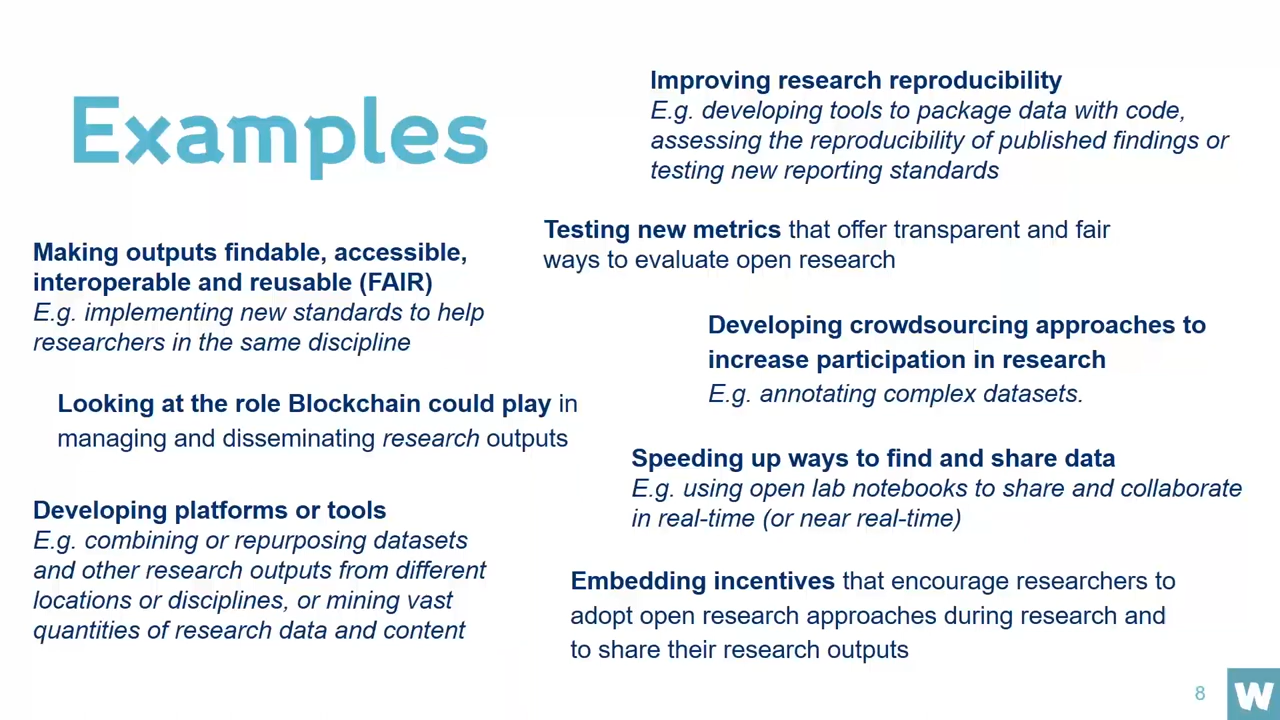 Examples
Making outputs findable, accessible,
interoperable and reusable (FAIR)
E.g. implementing new standards to help
researchers in the same discipline
Looking at the role Blockchain could play in
managing and disseminating research outputs
Developing platforms or tools
E.g. combining or repurposing datasets
and other research outputs from different
locations or disciplines, or mining vast
quantities of research data and content
Improving research reproducibility
E.g. developing tools to package data with code,
assessing the reproducibility of published findings or
testing new reporting standards
Testing new metrics that offer transparent and fair
ways to evaluate open research
Developing crowdsourcing approaches to
increase participation in research
E.g. annotating complex datasets.
Speeding up ways to find and share data
E.g. using open lab notebooks to share and collaborate
in real-time (or near real-time)
Embedding incentives that encourage researchers to
adopt open research approaches during research and
to share their research outputs
8
W